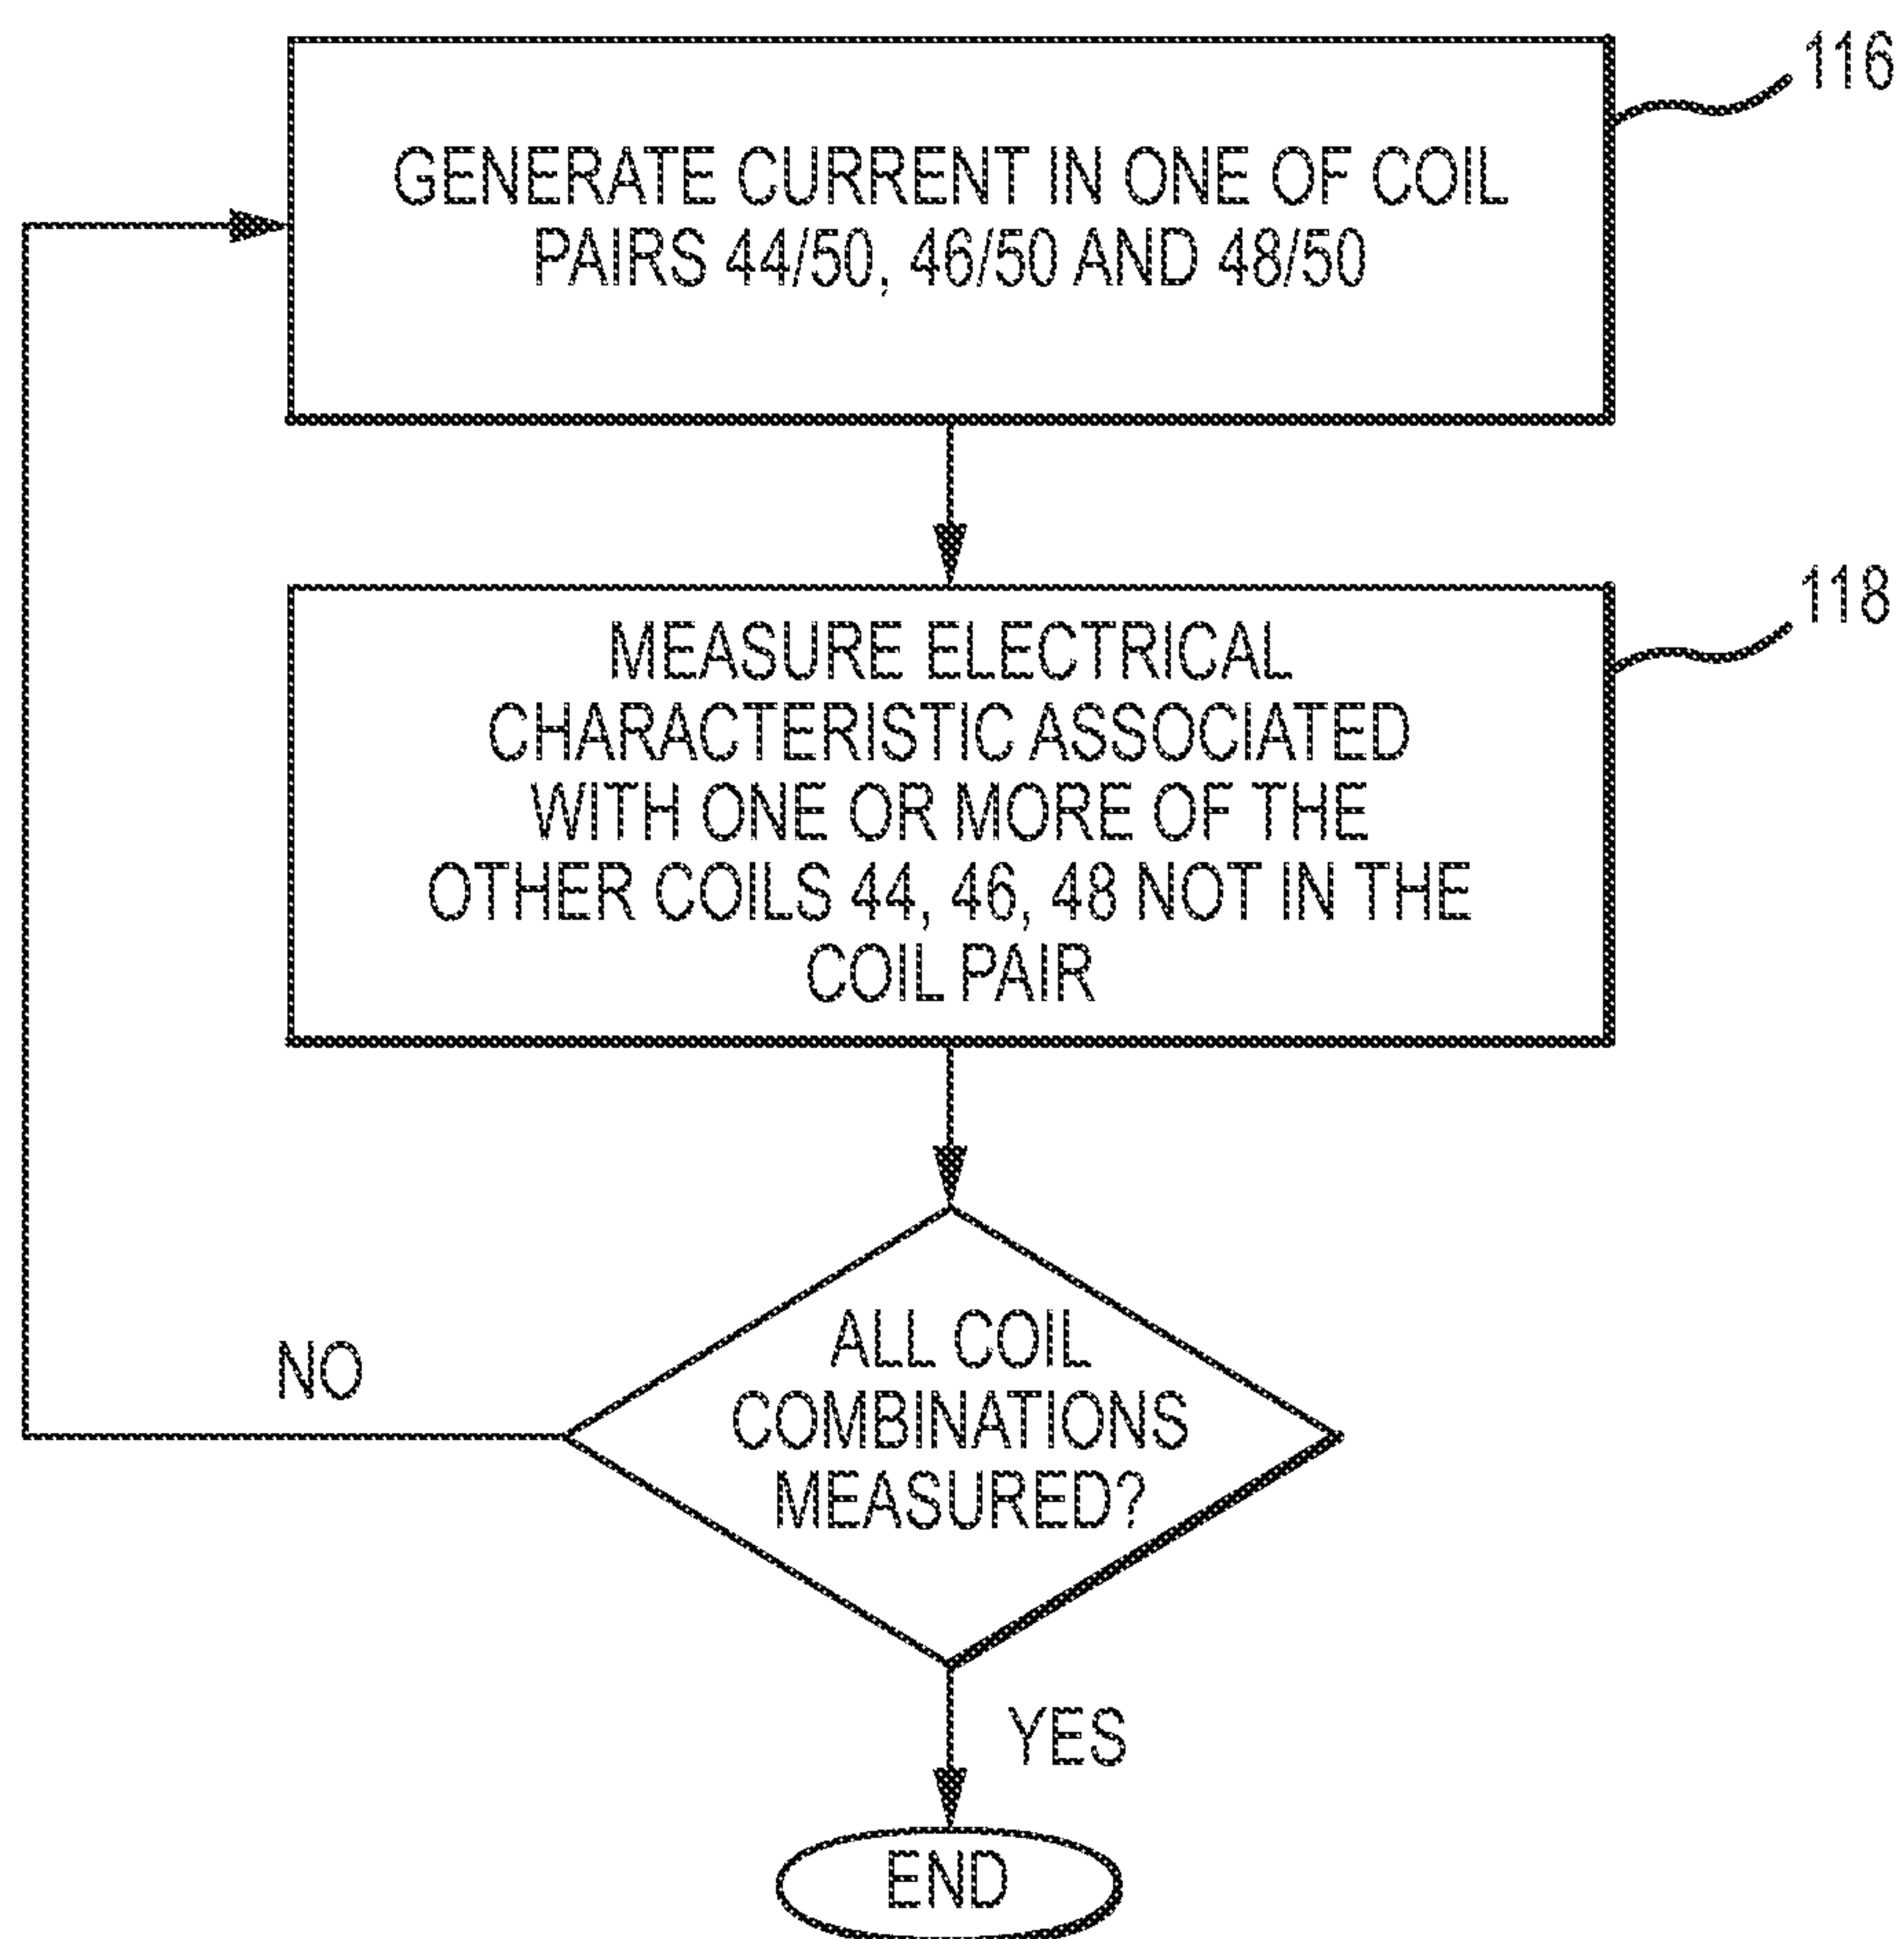 116
GENERATE CURRENT IN ONE OF COIL
PAIRS 44/50, 46/50 AND 48/50
118
MEASURE ELECTRICAL
CHARACTERISTIC ASSOCIATED
WITH ONE OR MORE OF THE
OTHER COILS 44, 46, 48 NOT IN THE
COIL PAIR
ALL COIL
COMBINATIONS
MEASURED?
NO
YES
END